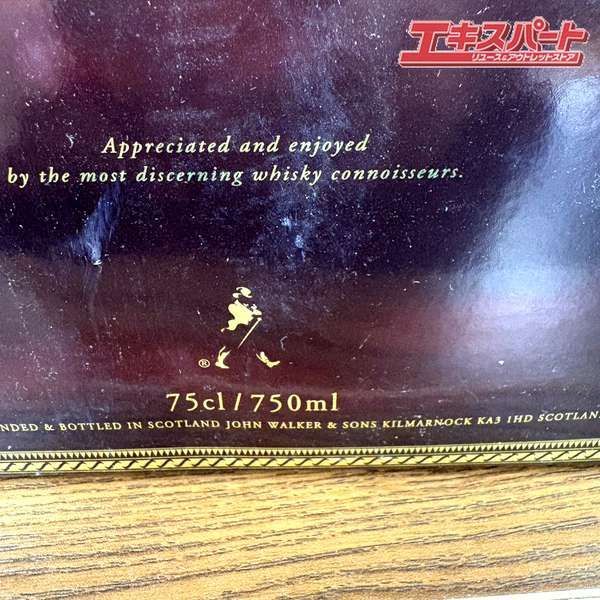 エキスパート
リユース&アウトレットストア
Appreciated and enjoyed
by the most discerning whisky connoisseurs.
®
75cl / 750ml
NDED & BOTTLED IN SCOTLAND JOHN WALKER & SONS KILMARNOCK KA3 1HD SCOTLAN